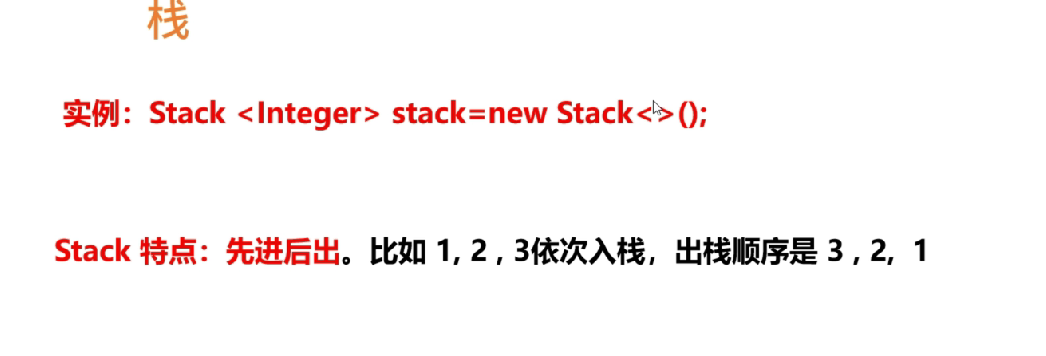 栈
实例：Stack <Integer> stack=new Stack<>();
Stack 特点：先进后出。比如 1, 2 , 3依次入栈，出栈顺序是 3 , 2,  1